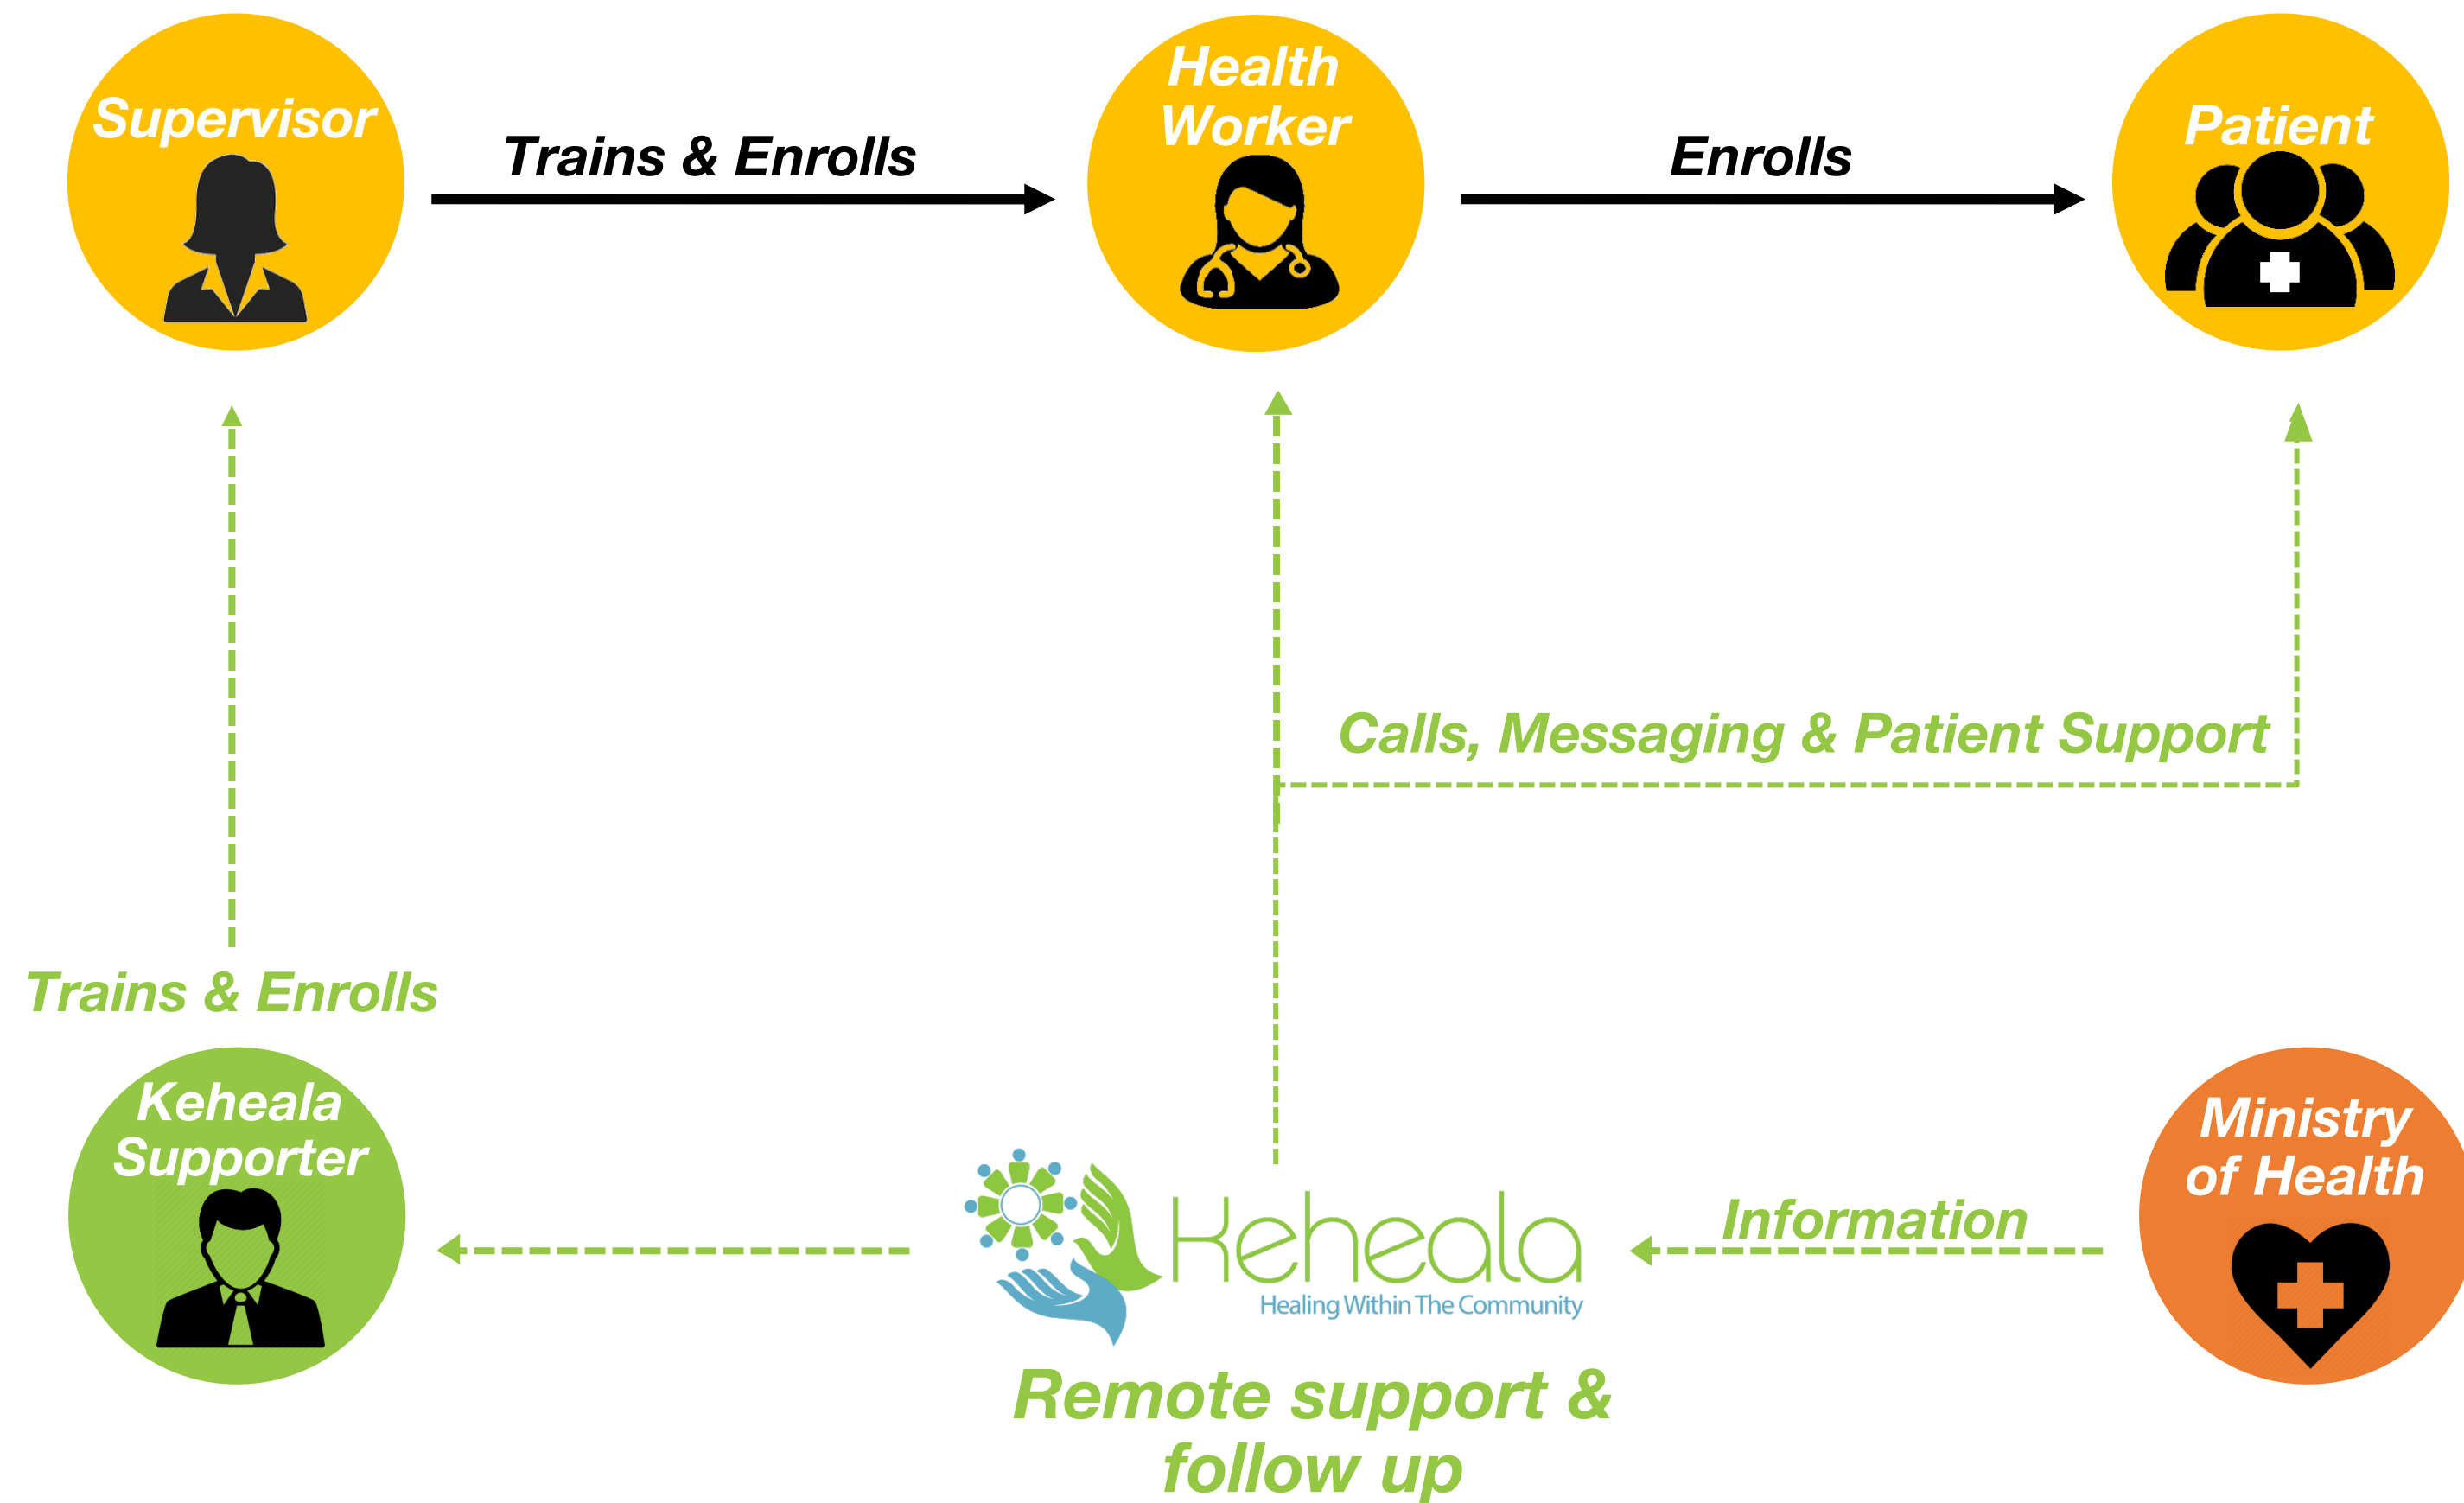 Supervisor
Trains & Enrolls
Health
Worker
Enrolls
Patient
Calls, Messaging & Patient Support
Trains & Enrolls
Keheala
Supporter
Keheala
Healing Within The Community
Remote support &
follow up
Information
Ministry
of Health